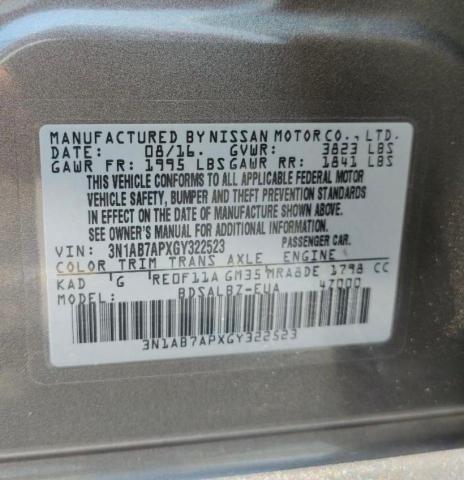 MANUFACTURED BY NISSAN MOTOR CO., LTD.
DATE: 08/16. GVWR: 3823 LBS
GAWR FR: 1995 LBS GAWR RR: 1841 LBS
THIS VEHICLE CONFORMS TO ALL APPLICABLE FEDERAL MOTOR
VEHICLE SAFETY, BUMPER AND THEFT PREVENTION STANDARDS
IN EFFECT ON THE DATE OF MANUFACTURE SHOWN ABOVE.
SEE OWNER'S MANUAL FOR ADDITIONAL INFORMATION.
VIN: 3N1AB7APXGY322523 PASSENGER CAR.
COLOR TRIM TRANS AXLE ENGINE
KAD G RE0F11A GM35 MRA8DE 1798 CC
MODEL: BDSALBZ-EUA 47000
3N1AB7APXGY322523